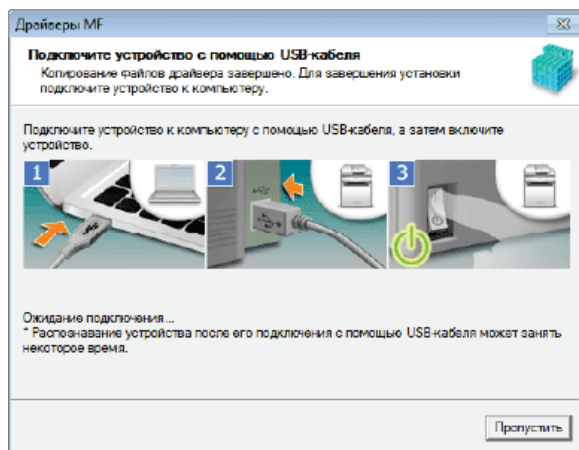 Драйверы MF
Подключите устройство с помощью USB-кабеля
Копирование файлов драйвера завершено. Для завершения установки
подключите устройство к компьютеру.
Подключите устройство к компьютеру с помощью USB-кабеля, а затем включите
устройство.
1 2 3
Ожидание подключения...
* Распознавание устройства после его подключения с помощью USB-кабеля может занять
некоторое время.
Пропустить